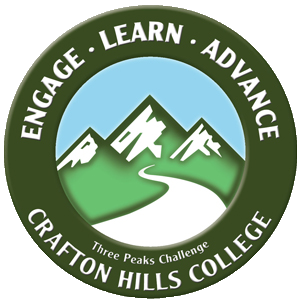 ENGAGE · LEARN · ADVANCE
Three Peaks Challenge
CRAFTON HILLS COLLEGE